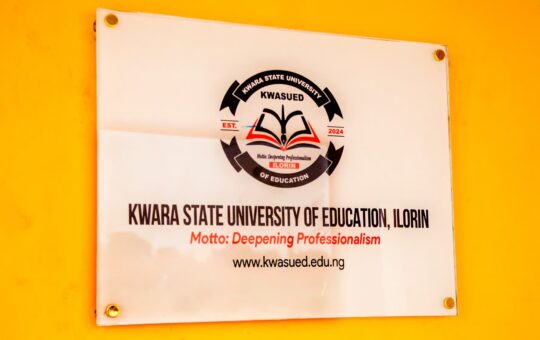 KWARA STATE UNIVERSITY
KWASUED
EST. 2024
Motto: Deepening Professionalism
ILORIN
OF EDUCATION
KWARA STATE UNIVERSITY OF EDUCATION, ILORIN
Motto: Deepening Professionalism
www.kwasued.edu.ng